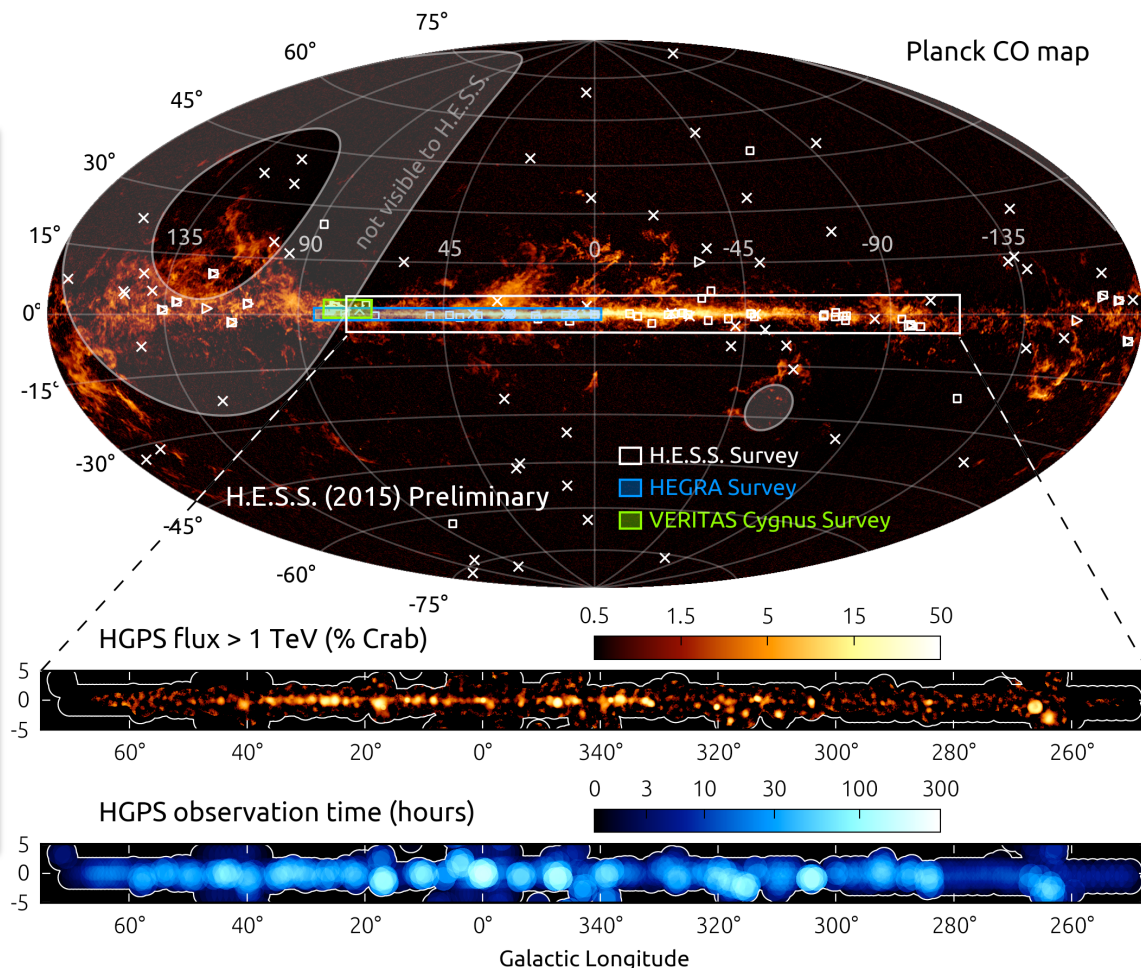 75°
60°
Planck CO map
45°
30°
not visible to H.E.S.S.
15°
135
90
45
0
-45
-90
-135
0°
-15°
-30°
H.E.S.S. Survey
HEGRA Survey
H.E.S.S. (2015) Preliminary
VERITAS Cygnus Survey
-45°
-60°
-75°
0.5 1.5 5 15 50
HGPS flux > 1 TeV (% Crab)
5
0
-5
60° 40° 20° 0° 340° 320° 300° 280° 260°
0 3 10 30 100 300
HGPS observation time (hours)
5
0
-5
60° 40° 20° 0° 340° 320° 300° 280° 260°
Galactic Longitude